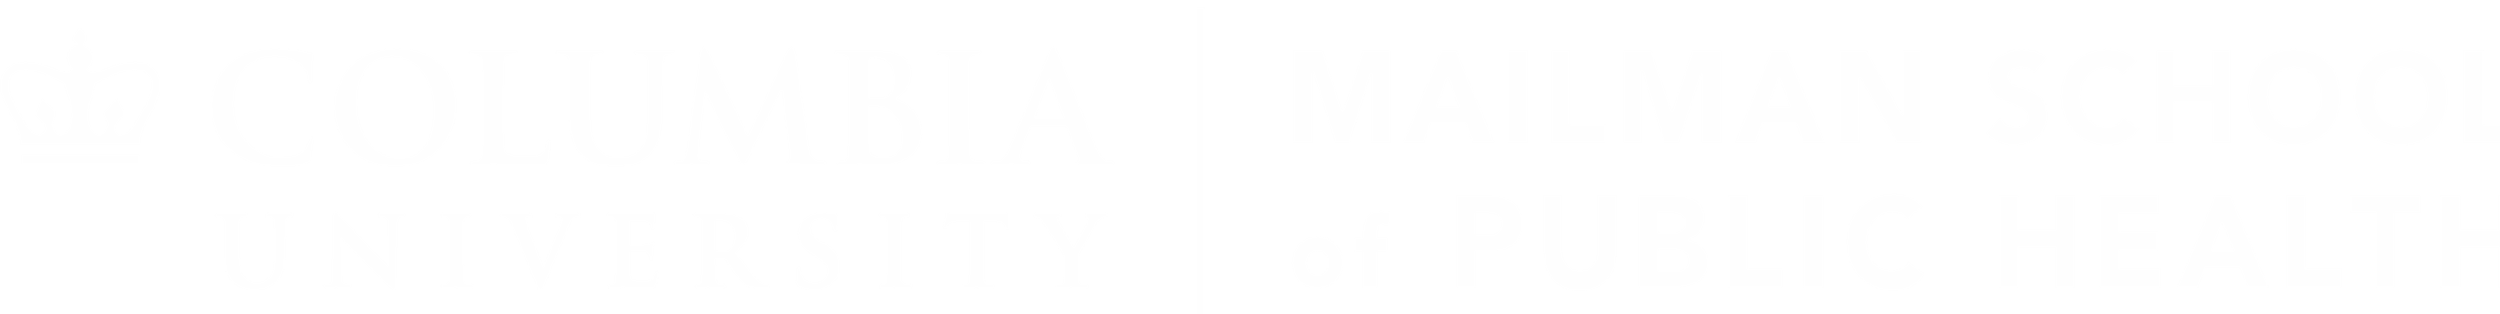 COLUMBIA
UNIVERSITY
MAILMAN SCHOOL
of PUBLIC HEALTH